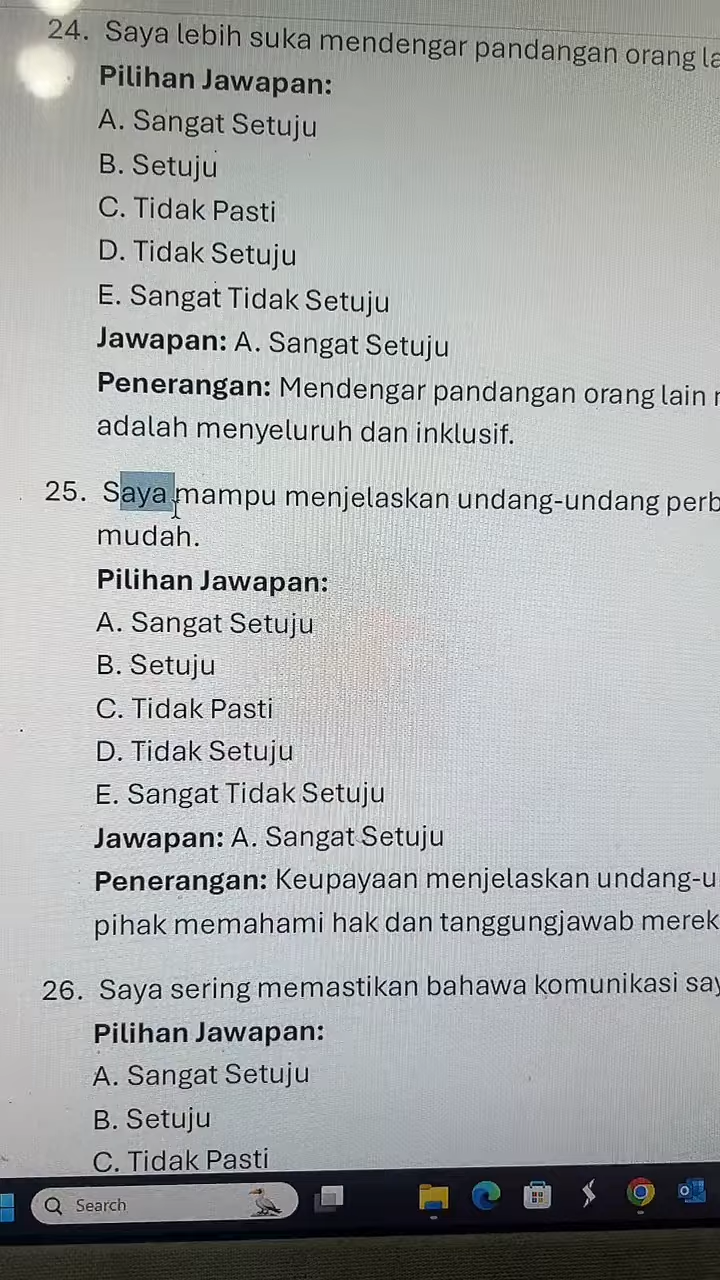 24. Saya lebih suka mendengar pandangan orang
Pilihan Jawapan:
A. Sangat Setuju
B. Setuju
C. Tidak Pasti
D. Tidak Setuju
E. Sangat Tidak Setuju
Jawapan: A. Sangat Setuju
Penerangan: Mendengar pandangan orang lain
adalah menyeluruh dan inklusif.
25. Saya mampu menjelaskan undang-undang
mudah.
Pilihan Jawapan:
A. Sangat Setuju
B. Setuju
C. Tidak Pasti
D. Tidak Setuju
E. Sangat Tidak Setuju
Jawapan: A. Sangat Setuju
Penerangan: Keupayaan menjelaskan
pihak memahami hak dan tanggungjawab
26. Saya sering memastikan bahawa komunikasi
Pilihan Jawapan:
A. Sangat Setuju
B. Setuju
C. Tidak Pasti
Search